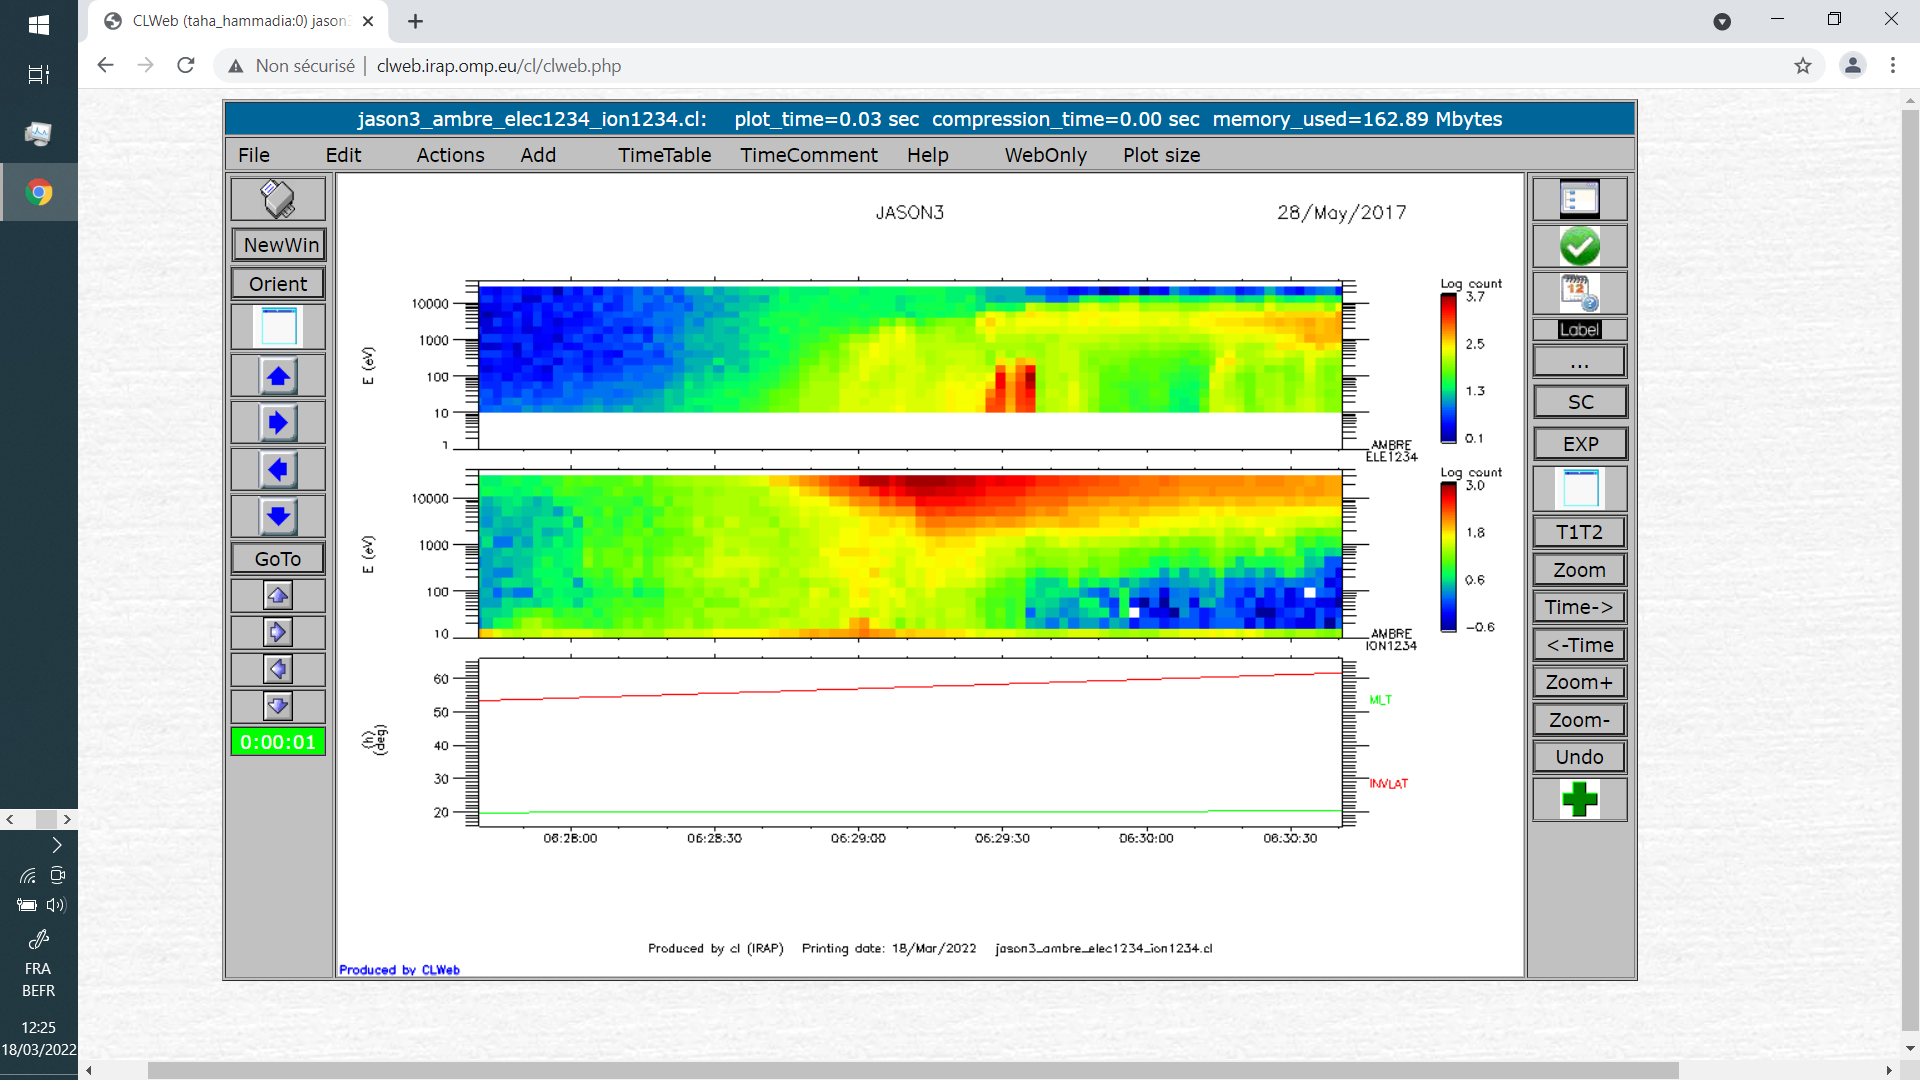 CLWeb (taha_hammadia:0) jason3
Non sécurisé | clweb.irap.omp.eu/cl/clweb.php
jason3_ambre_elec1234_ion1234.cl: plot_time=0.03 sec compression_time=0.00 sec memory_used=162.89 Mbytes
File Edit Actions Add TimeTable TimeComment Help WebOnly Plot size
NewWin
Orient
GoTo
0:00:01
JASON3
28/May/2017
10000
1000
100
10
1
E (eV)
Log count
3.7
2.5
1.3
0.1
AMBRE
ELE1234
10000
1000
100
10
E (eV)
Log count
3.0
1.8
0.6
-0.6
AMBRE
ION1234
60
50
40
30
20
(h)
(deg)
MLT
INVLAT
06:28:00 06:28:30 06:29:00 06:29:30 06:30:00 06:30:30
Produced by cl (IRAP) Printing date: 18/Mar/2022 jason3_ambre_elec1234_ion1234.cl
Produced by CLWeb
12
Label
...
SC
EXP
T1T2
Zoom
Time->
<-Time
Zoom+
Zoom-
Undo
FRA
BEFR
12:25
18/03/2022